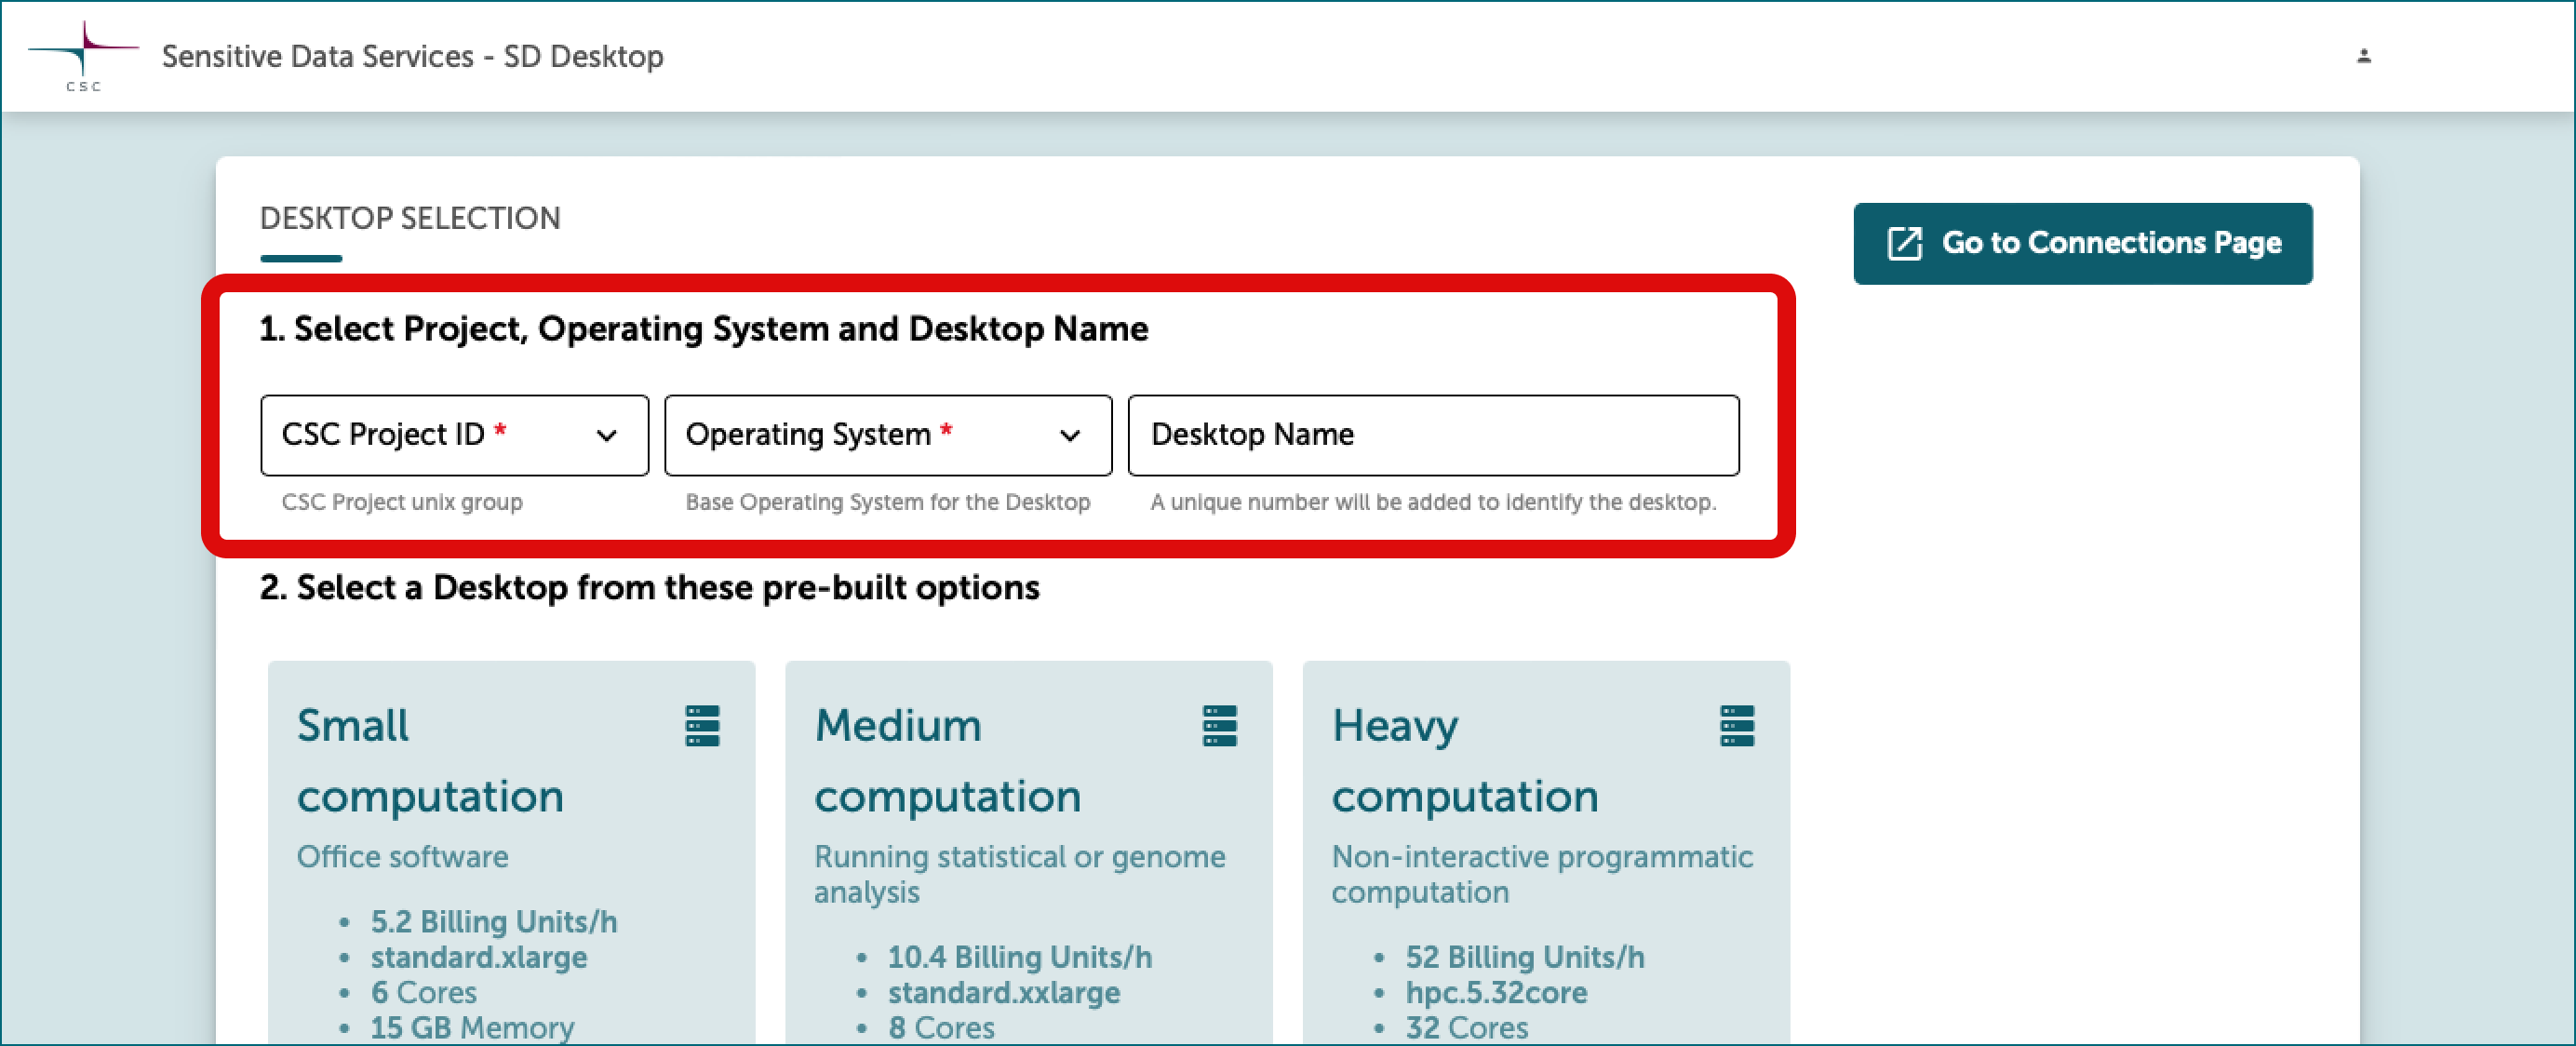 CSC
Sensitive Data Services - SD Desktop
DESKTOP SELECTION
Go to Connections Page
1. Select Project, Operating System and Desktop Name
CSC Project ID *
Operating System *
Desktop Name
CSC Project unix group
Base Operating System for the Desktop
A unique number will be added to identify the desktop.
2. Select a Desktop from these pre-built options
Small
computation
Office software
• 5.2 Billing Units/h
• standard.xlarge
• 6 Cores
• 15 GB Memory
Medium
computation
Running statistical or genome
analysis
• 10.4 Billing Units/h
• standard.xxlarge
• 8 Cores
Heavy
computation
Non-interactive programmatic
computation
• 52 Billing Units/h
• hpc.5.32core
• 32 Cores